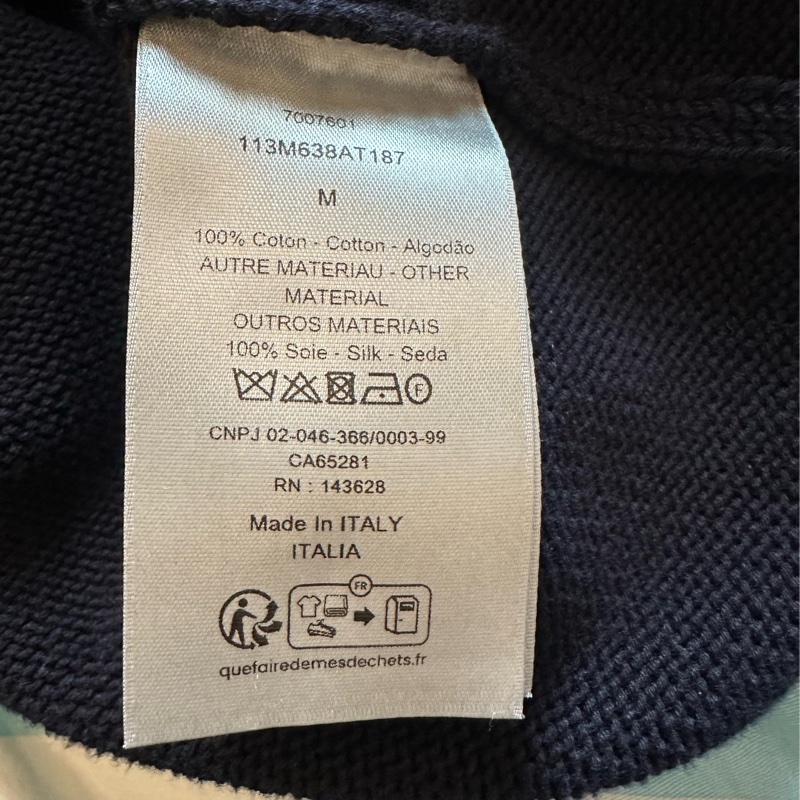 7007601
113M638AT187
M
100% Coton - Cotton - Algodão
AUTRE MATERIAU - OTHER
MATERIAL
OUTROS MATERIAIS
100% Soie - Silk - Seda
F
CNPJ 02-046-366/0003-99
CA65281
RN : 143628
Made In ITALY
ITALIA
FR
quefairedemesdechets.fr